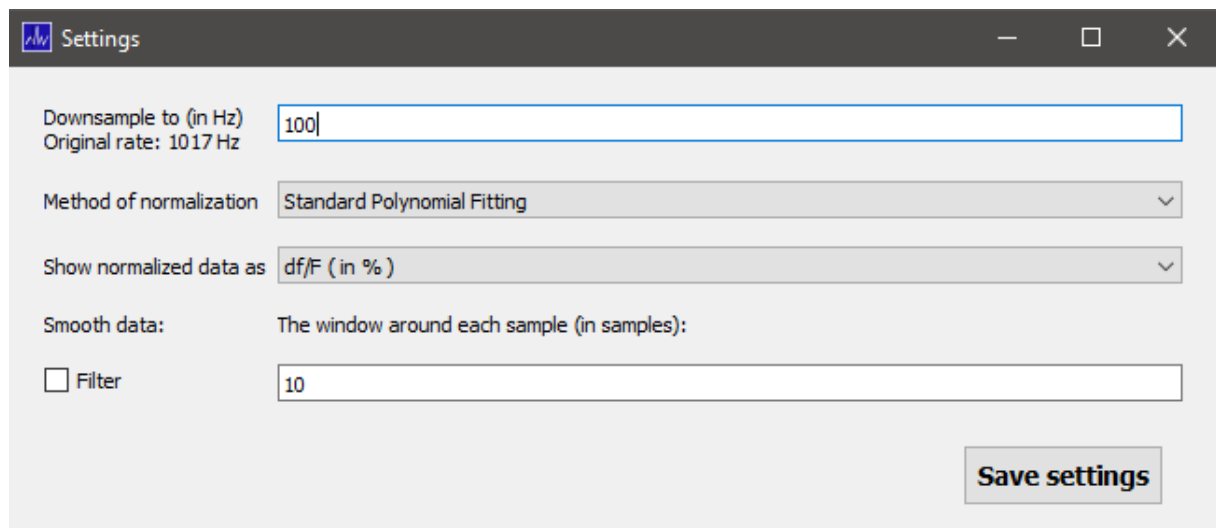 Settings
Downsample to (in Hz)
Original rate: 1017 Hz
100
Method of normalization
Standard Polynomial Fitting
Show normalized data as
df/F ( in % )
Smooth data:
The window around each sample (in samples):
Filter
10
Save settings